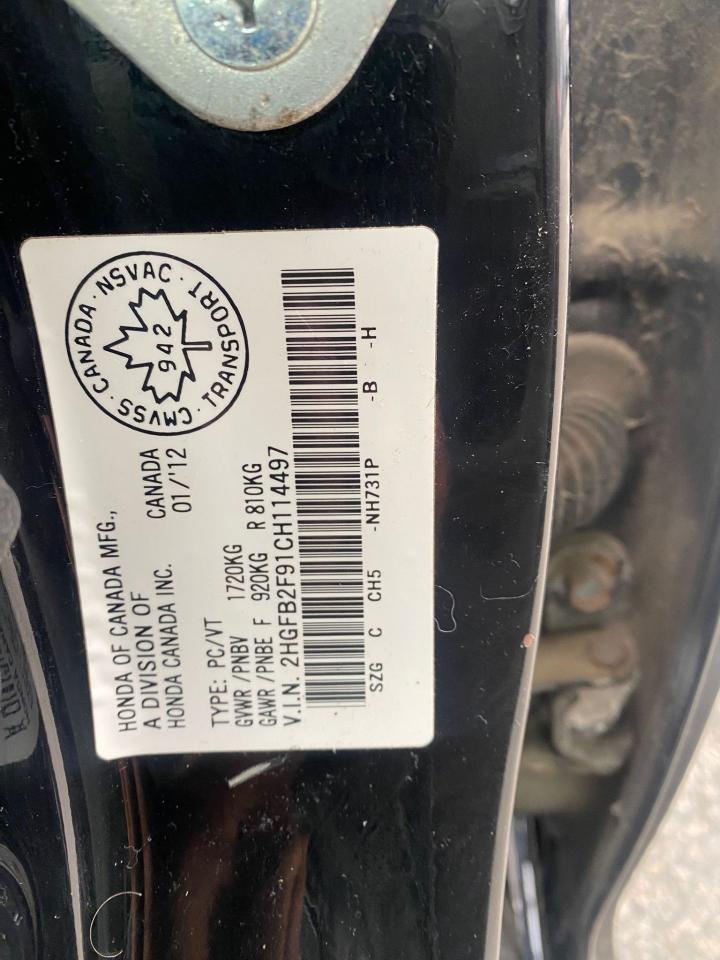 HONDA OF CANADA MFG.,
A DIVISION OF
HONDA CANADA INC.
CANADA
01/'12
CMVSS · CANADA · NSVAC · TRANSPORT ·
942
TYPE: PC/VT
GVWR /PNBV 1720KG
GAWR /PNBE F 920KG R 810KG
V.I.N. 2HGFB2F91CH114497
SZG C CH5 -NH731P -B -H